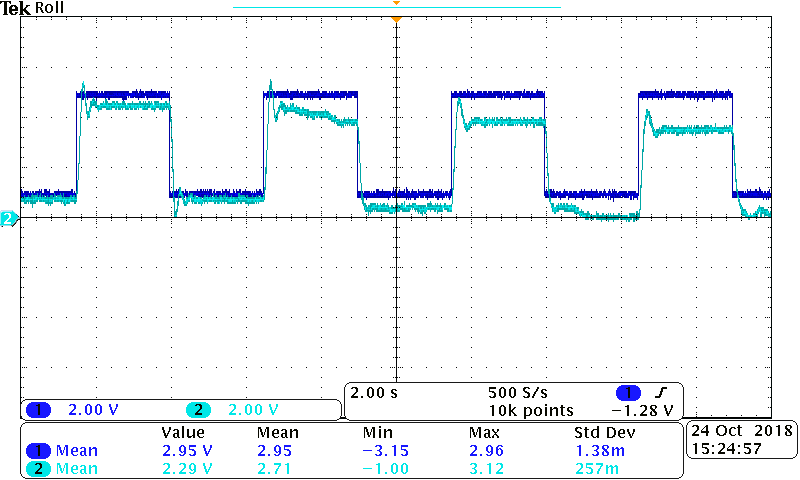 Tek Roll
2
1 2.00 V 2 2.00 V
2.00 s 500 S/s 1
10k points −1.28 V
Value Mean Min Max Std Dev
1 Mean 2.95 V 2.95 −3.15 2.96 1.38m
2 Mean 2.29 V 2.71 −1.00 3.12 257m
24 Oct 2018
15:24:57